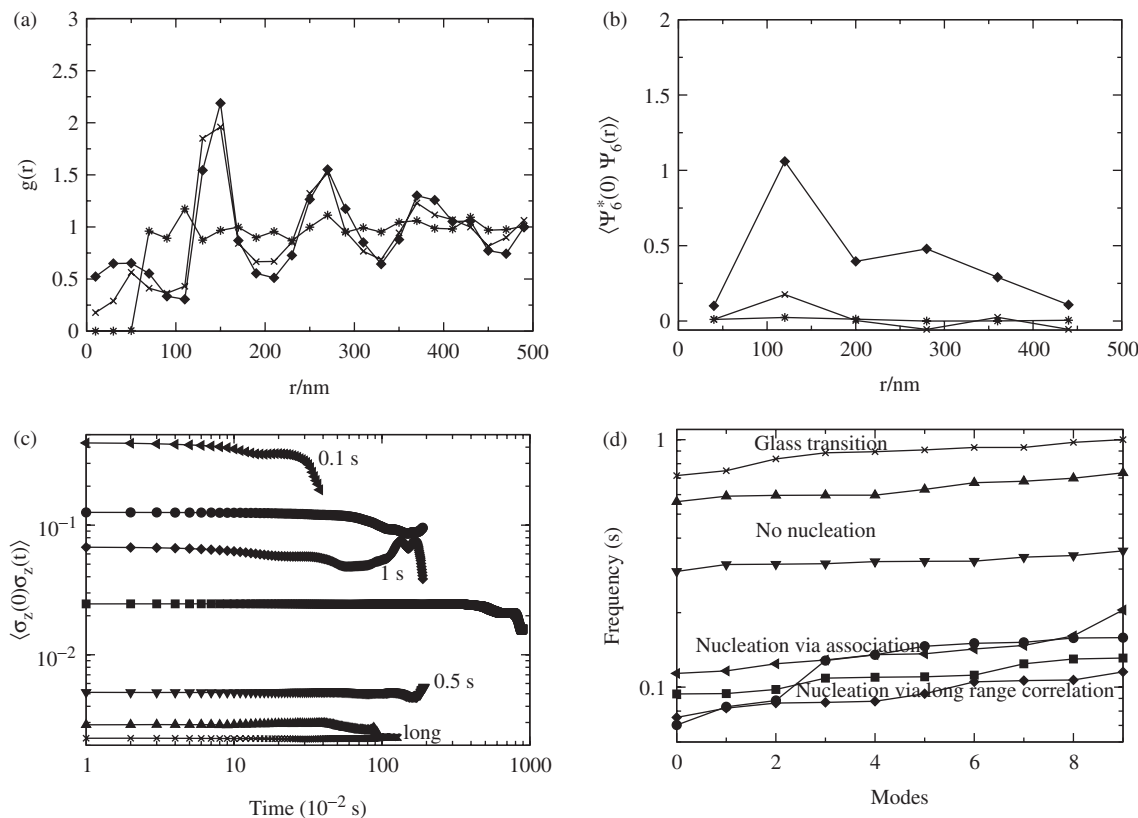 (a)
3
2.5
2
1.5
1
0.5
0
g(r)
0 100 200 300 400 500
r/nm
(b)
2
1.5
1
0.5
0
⟨Ψ6*(0) Ψ6(r)⟩
0 100 200 300 400 500
r/nm
(c)
10−1
10−2
⟨σz(0)σz(t)⟩
0.1 s
1 s
0.5 s
long
1 10 100 1000
Time (10−2 s)
(d)
1
0.1
Frequency (s)
Glass transition
No nucleation
Nucleation via association
Nucleation via long range correlation
0 2 4 6 8
Modes